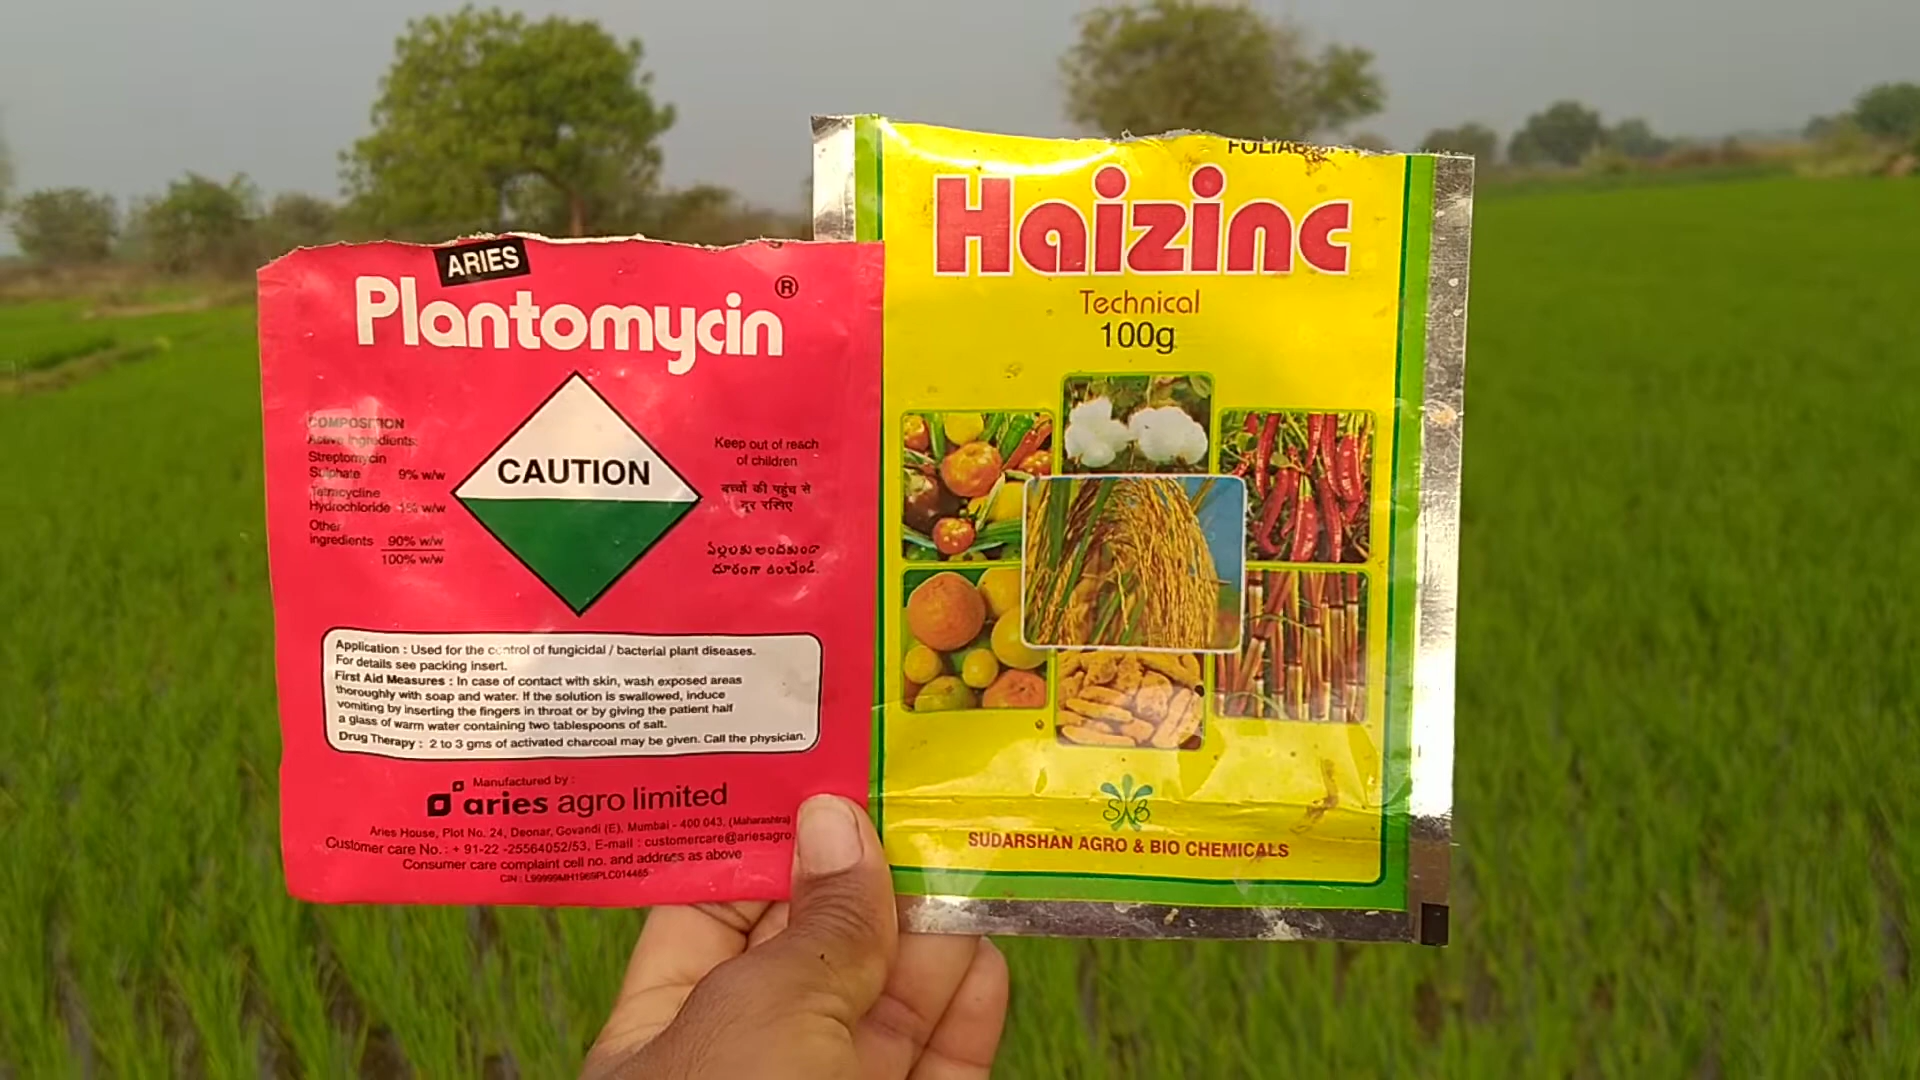 ARIES
Plantomycin ®
COMPOSITION
Active Ingredients:
Streptomycin
Sulphate 9% w/w
Tetracycline
Hydrochloride 1% w/w
Other
ingredients 90% w/w
100% w/w
CAUTION
Keep out of reach
of children
बच्चों की पहुंच से
दूर रखिए
పిల్లలకు అందకుండా
దూరంగా ఉంచండి.
Application : Used for the control of fungicidal / bacterial plant diseases.
For details see packing insert.
First Aid Measures : In case of contact with skin, wash exposed areas
thoroughly with soap and water. If the solution is swallowed, induce
vomiting by inserting the fingers in throat or by giving the patient half
a glass of warm water containing two tablespoons of salt.
Drug Therapy : 2 to 3 gms of activated charcoal may be given. Call the physician.
Manufactured by :
aries agro limited
Aries House, Plot No. 24, Deonar, Govandi (E), Mumbai - 400 043, (Maharashtra)
Customer care No. : + 91-22 -25564052/53, E-mail : customercare@ariesagro.
Consumer care complaint cell no. and address as above
CIN : L99999MH1969PLC014465
Haizinc
Technical
100g
SUDARSHAN AGRO & BIO CHEMICALS